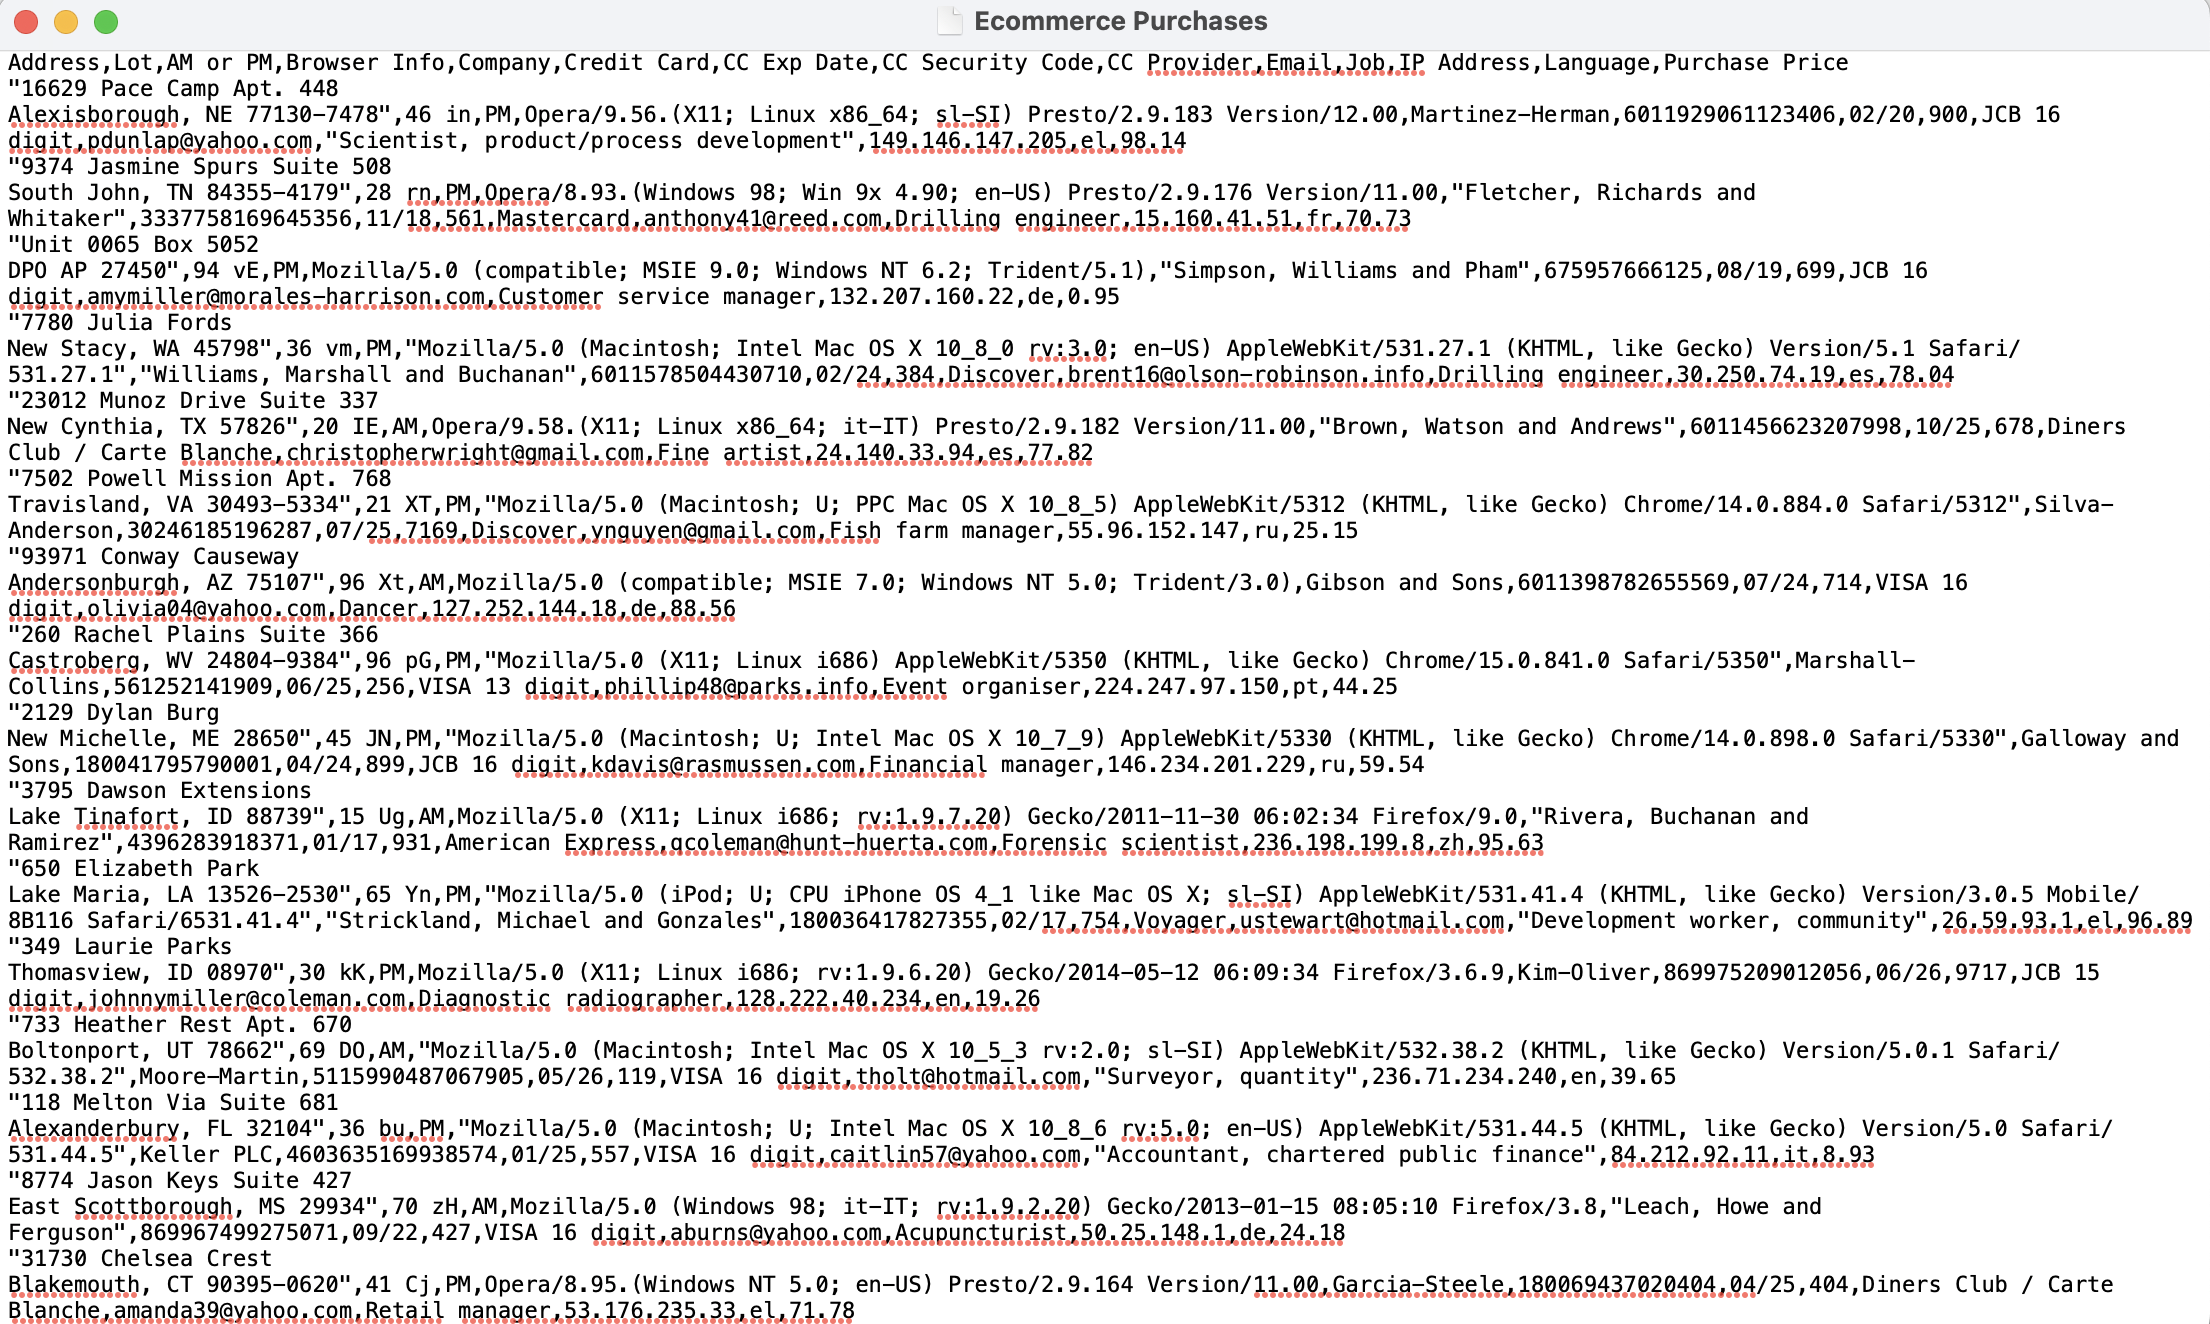 Ecommerce Purchases
Address,Lot,AM or PM,Browser Info,Company,Credit Card,CC Exp Date,CC Security Code,CC Provider,Email,Job,IP Address,Language,Purchase Price
"16629 Pace Camp Apt. 448
Alexisborough, NE 77130-7478",46 in,PM,Opera/9.56.(X11; Linux x86_64; sl-SI) Presto/2.9.183 Version/12.00,Martinez-Herman,6011929061123406,02/20,900,JCB 16
digit,pdunlap@yahoo.com,"Scientist, product/process development",149.146.147.205,el,98.14
"9374 Jasmine Spurs Suite 508
South John, TN 84355-4179",28 rn,PM,Opera/8.93.(Windows 98; Win 9x 4.90; en-US) Presto/2.9.176 Version/11.00,"Fletcher, Richards and
Whitaker",3337758169645356,11/18,561,Mastercard,anthony41@reed.com,Drilling engineer,15.160.41.51,fr,70.73
"Unit 0065 Box 5052
DPO AP 27450",94 vE,PM,Mozilla/5.0 (compatible; MSIE 9.0; Windows NT 6.2; Trident/5.1),"Simpson, Williams and Pham",675957666125,08/19,699,JCB 16
digit,amymiller@morales-harrison.com,Customer service manager,132.207.160.22,de,0.95
"7780 Julia Fords
New Stacy, WA 45798",36 vm,PM,"Mozilla/5.0 (Macintosh; Intel Mac OS X 10_8_0 rv:3.0; en-US) AppleWebKit/531.27.1 (KHTML, like Gecko) Version/5.1 Safari/
531.27.1","Williams, Marshall and Buchanan",6011578504430710,02/24,384,Discover,brent16@olson-robinson.info,Drilling engineer,30.250.74.19,es,78.04
"23012 Munoz Drive Suite 337
New Cynthia, TX 57826",20 IE,AM,Opera/9.58.(X11; Linux x86_64; it-IT) Presto/2.9.182 Version/11.00,"Brown, Watson and Andrews",6011456623207998,10/25,678,Diners
Club / Carte Blanche,christopherwright@gmail.com,Fine artist,24.140.33.94,es,77.82
"7502 Powell Mission Apt. 768
Travisland, VA 30493-5334",21 XT,PM,"Mozilla/5.0 (Macintosh; U; PPC Mac OS X 10_8_5) AppleWebKit/5312 (KHTML, like Gecko) Chrome/14.0.884.0 Safari/5312",Silva-
Anderson,30246185196287,07/25,7169,Discover,ynguyen@gmail.com,Fish farm manager,55.96.152.147,ru,25.15
"93971 Conway Causeway
Andersonburgh, AZ 75107",96 Xt,AM,Mozilla/5.0 (compatible; MSIE 7.0; Windows NT 5.0; Trident/3.0),Gibson and Sons,6011398782655569,07/24,714,VISA 16
digit,olivia04@yahoo.com,Dancer,127.252.144.18,de,88.56
"260 Rachel Plains Suite 366
Castroberg, WV 24804-9384",96 pG,PM,"Mozilla/5.0 (X11; Linux i686) AppleWebKit/5350 (KHTML, like Gecko) Chrome/15.0.841.0 Safari/5350",Marshall-
Collins,561252141909,06/25,256,VISA 13 digit,phillip48@parks.info,Event organiser,224.247.97.150,pt,44.25
"2129 Dylan Burg
New Michelle, ME 28650",45 JN,PM,"Mozilla/5.0 (Macintosh; U; Intel Mac OS X 10_7_9) AppleWebKit/5330 (KHTML, like Gecko) Chrome/14.0.898.0 Safari/5330",Galloway and
Sons,180041795790001,04/24,899,JCB 16 digit,kdavis@rasmussen.com,Financial manager,146.234.201.229,ru,59.54
"3795 Dawson Extensions
Lake Tinafort, ID 88739",15 Ug,AM,Mozilla/5.0 (X11; Linux i686; rv:1.9.7.20) Gecko/2011-11-30 06:02:34 Firefox/9.0,"Rivera, Buchanan and
Ramirez",4396283918371,01/17,931,American Express,qcoleman@hunt-huerta.com,Forensic scientist,236.198.199.8,zh,95.63
"650 Elizabeth Park
Lake Maria, LA 13526-2530",65 Yn,PM,"Mozilla/5.0 (iPod; U; CPU iPhone OS 4_1 like Mac OS X; sl-SI) AppleWebKit/531.41.4 (KHTML, like Gecko) Version/3.0.5 Mobile/
8B116 Safari/6531.41.4","Strickland, Michael and Gonzales",180036417827355,02/17,754,Voyager,ustewart@hotmail.com,"Development worker, community",26.59.93.1,el,96.89
"349 Laurie Parks
Thomasview, ID 08970",30 kK,PM,Mozilla/5.0 (X11; Linux i686; rv:1.9.6.20) Gecko/2014-05-12 06:09:34 Firefox/3.6.9,Kim-Oliver,869975209012056,06/26,9717,JCB 15
digit,johnnymiller@coleman.com,Diagnostic radiographer,128.222.40.234,en,19.26
"733 Heather Rest Apt. 670
Boltonport, UT 78662",69 DO,AM,"Mozilla/5.0 (Macintosh; Intel Mac OS X 10_5_3 rv:2.0; sl-SI) AppleWebKit/532.38.2 (KHTML, like Gecko) Version/5.0.1 Safari/
532.38.2",Moore-Martin,5115990487067905,05/26,119,VISA 16 digit,tholt@hotmail.com,"Surveyor, quantity",236.71.234.240,en,39.65
"118 Melton Via Suite 681
Alexanderbury, FL 32104",36 bu,PM,"Mozilla/5.0 (Macintosh; U; Intel Mac OS X 10_8_6 rv:5.0; en-US) AppleWebKit/531.44.5 (KHTML, like Gecko) Version/5.0 Safari/
531.44.5",Keller PLC,4603635169938574,01/25,557,VISA 16 digit,caitlin57@yahoo.com,"Accountant, chartered public finance",84.212.92.11,it,8.93
"8774 Jason Keys Suite 427
East Scottborough, MS 29934",70 zH,AM,Mozilla/5.0 (Windows 98; it-IT; rv:1.9.2.20) Gecko/2013-01-15 08:05:10 Firefox/3.8,"Leach, Howe and
Ferguson",869967499275071,09/22,427,VISA 16 digit,aburns@yahoo.com,Acupuncturist,50.25.148.1,de,24.18
"31730 Chelsea Crest
Blakemouth, CT 90395-0620",41 Cj,PM,Opera/8.95.(Windows NT 5.0; en-US) Presto/2.9.164 Version/11.00,Garcia-Steele,180069437020404,04/25,404,Diners Club / Carte
Blanche,amanda39@yahoo.com,Retail manager,53.176.235.33,el,71.78